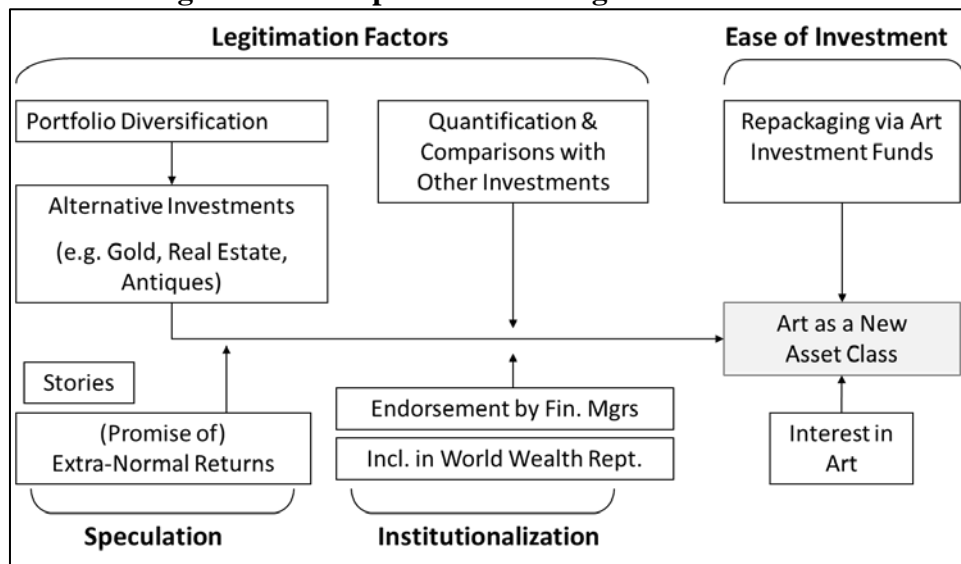 Legitimation Factors
Ease of Investment
Portfolio Diversification
Quantification &
Comparisons with
Other Investments
Repackaging via Art
Investment Funds
Alternative Investments
(e.g. Gold, Real Estate,
Antiques)
Art as a New
Asset Class
Stories
(Promise of)
Extra-Normal Returns
Endorsement by Fin. Mgrs
Incl. in World Wealth Rept.
Interest in
Art
Speculation
Institutionalization